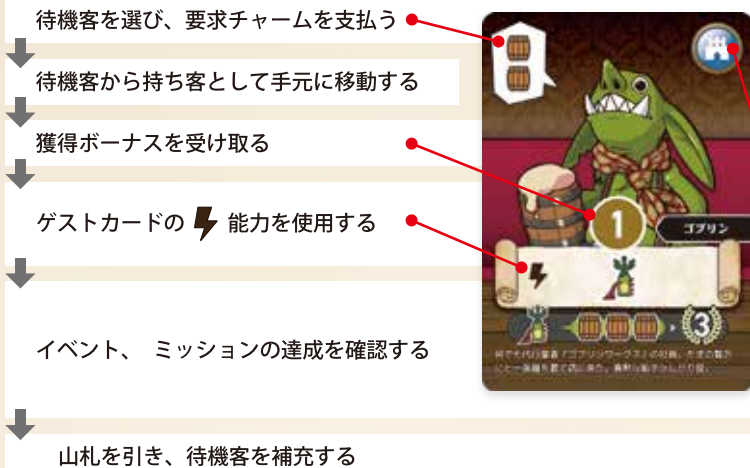 待機客を選び、要求チャームを支払う
待機客から持ち客として手元に移動する
獲得ボーナスを受け取る
ゲストカードの 能力を使用する
イベント、 ミッションの達成を確認する
山札を引き、待機客を補充する
1
ゴブリン
3